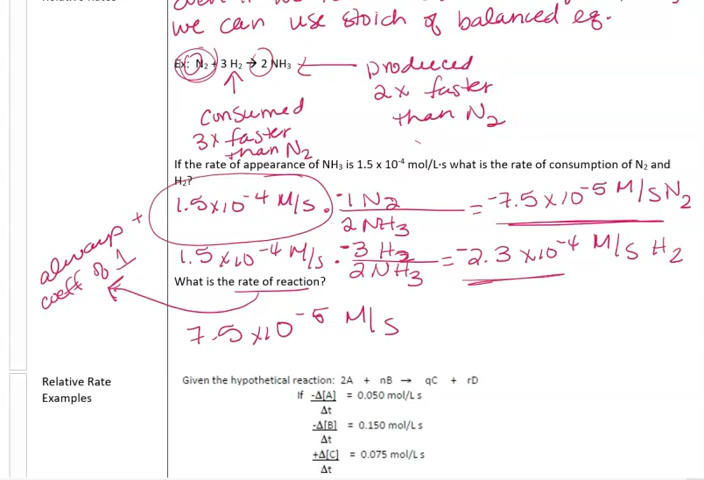 we can use stoich of balanced eq.
Ex: N₂ + 3 H₂ → 2 NH₃
produced
2x faster
than N₂
Consumed
3x faster
than N₂
If the rate of appearance of NH₃ is 1.5 x 10⁻⁴ mol/L·s what is the rate of consumption of N₂ and
H₂?
1.5x10⁻⁴ M/s · -1 N₂ / 2 NH₃ = -7.5x10⁻⁵ M/s N₂
1.5x10⁻⁴ M/s · -3 H₂ / 2 NH₃ = -2.3x10⁻⁴ M/s H₂
always +
coeff of 1
What is the rate of reaction?
7.5x10⁻⁵ M/s
Relative Rate
Examples
Given the hypothetical reaction: 2A + nB → qC + rD
If -Δ[A] = 0.050 mol/L s
Δt
-Δ[B] = 0.150 mol/L s
Δt
+Δ[C] = 0.075 mol/L s
Δt